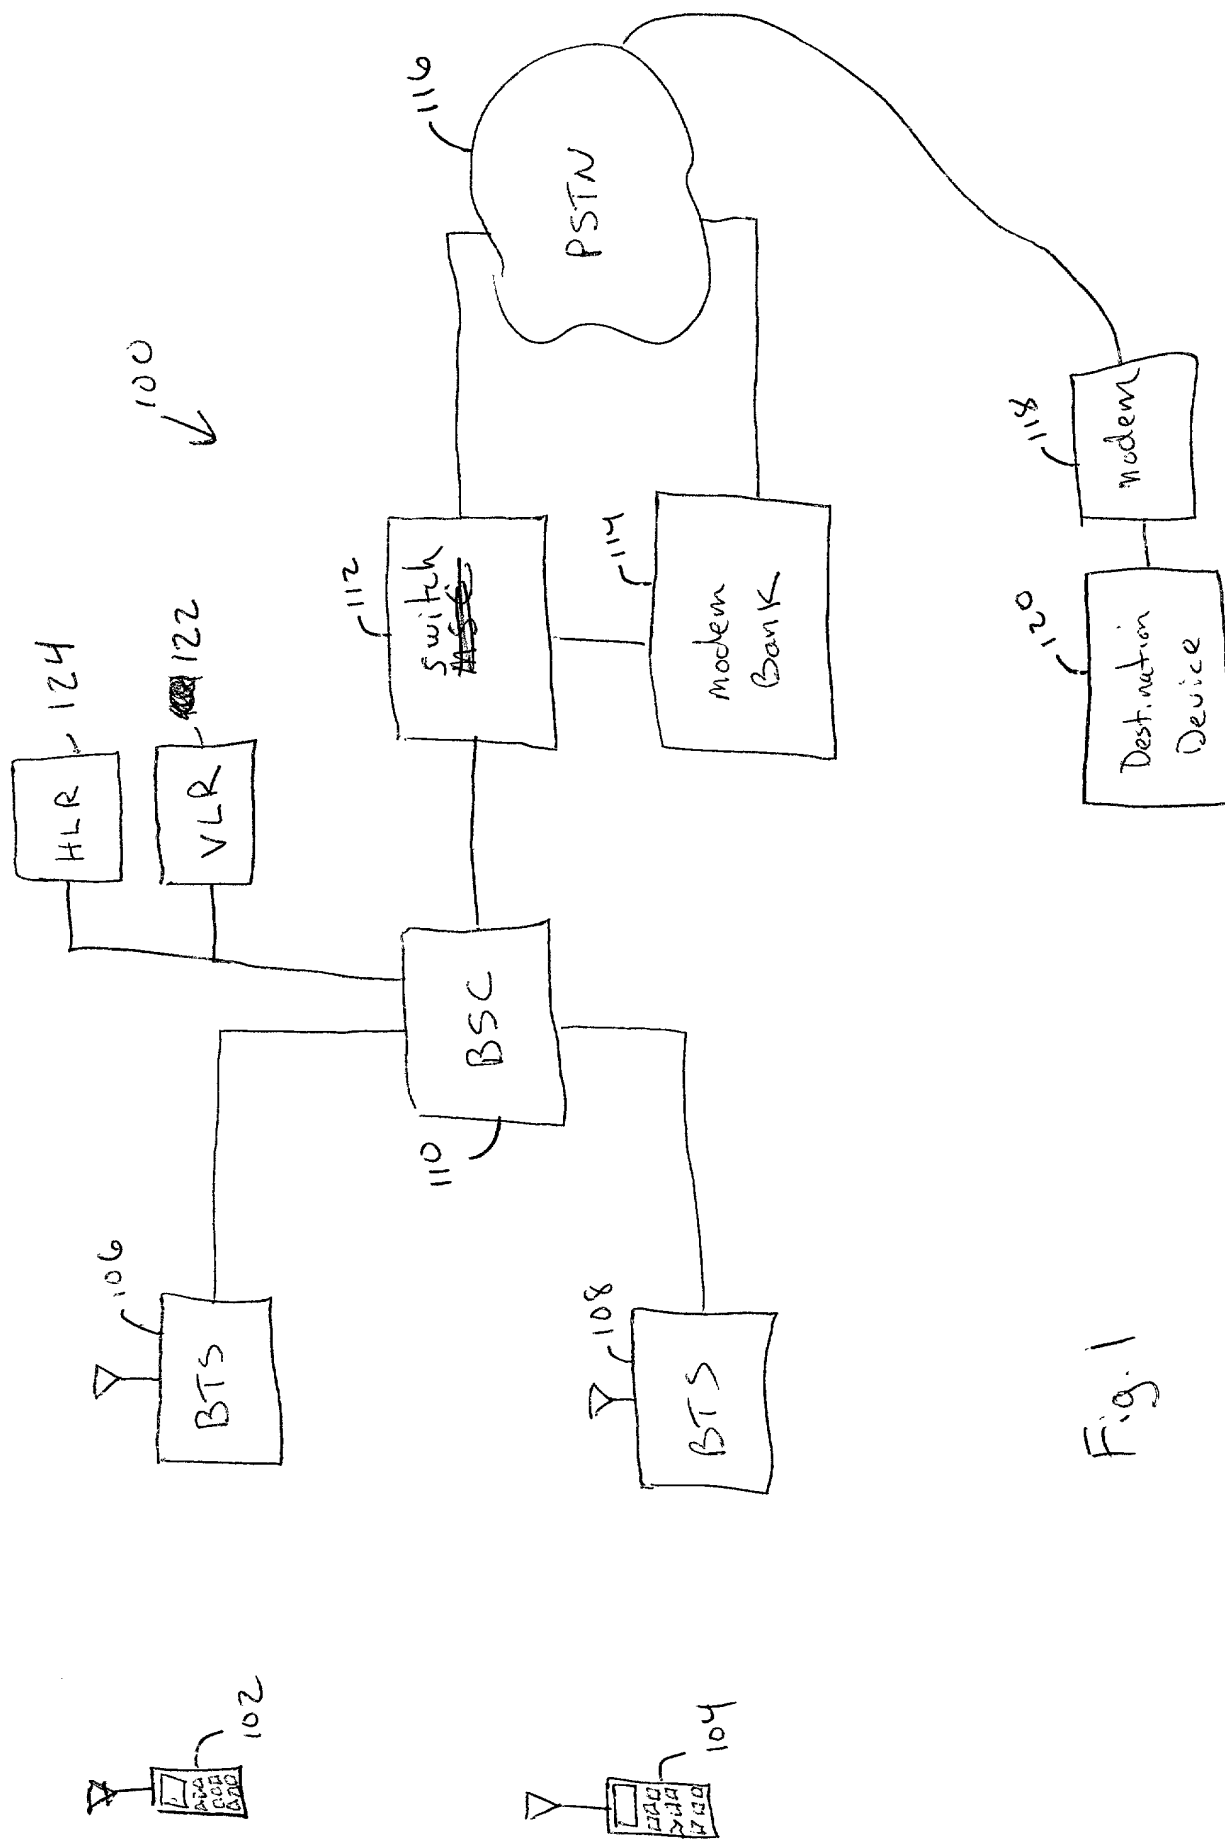 100
HLR
124
VLR
122
116
PSTN
112
switch
114
Modem
Bank
BSC
110
106
BTS
108
BTS
102
104
118
modem
120
Destination
Device
Fig. 1